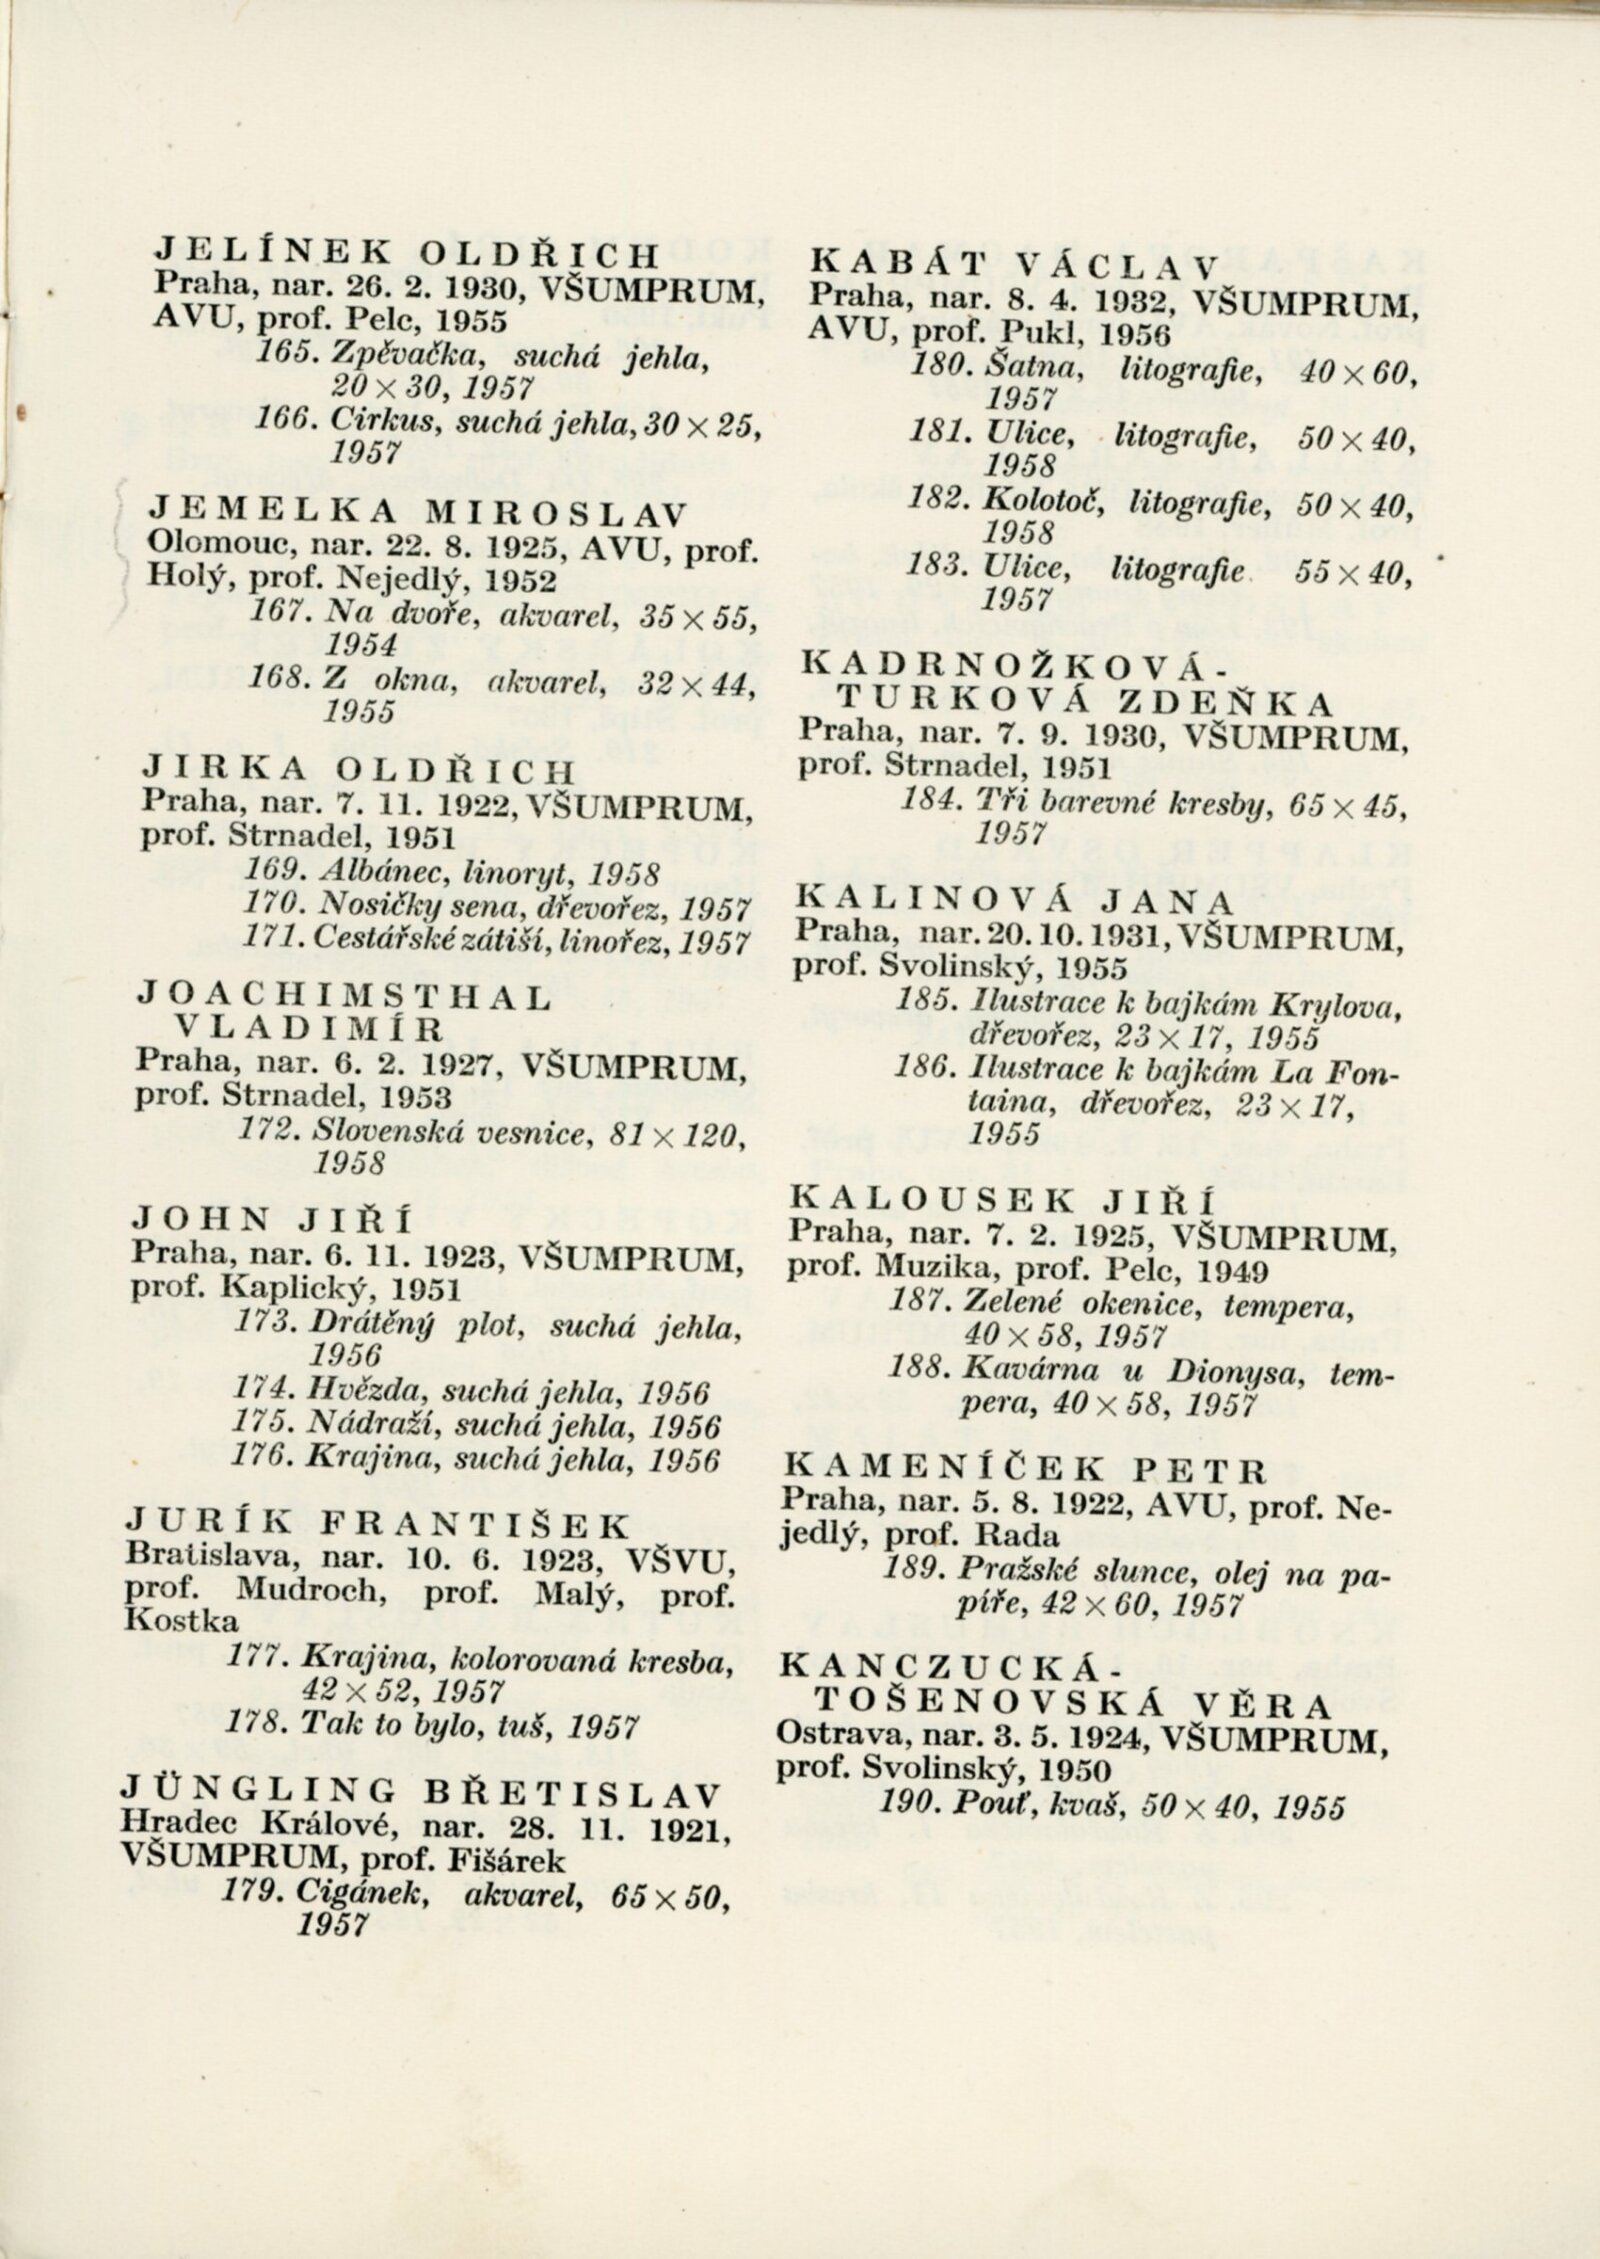 JELÍNEK OLDŘICH
Praha, nar. 26. 2. 1930, VŠUMPRUM,
AVU, prof. Pelc, 1955
165. Zpěvačka, suchá jehla,
20 × 30, 1957
166. Cirkus, suchá jehla, 30 × 25,
1957
JEMELKA MIROSLAV
Olomouc, nar. 22. 8. 1925, AVU, prof.
Holý, prof. Nejedlý, 1952
167. Na dvoře, akvarel, 35 × 55,
1954
168. Z okna, akvarel, 32 × 44,
1955
JIRKA OLDŘICH
Praha, nar. 7. 11. 1922, VŠUMPRUM,
prof. Strnadel, 1951
169. Albánec, linoryt, 1958
170. Nosičky sena, dřevořez, 1957
171. Cestářské zátiší, linořez, 1957
JOACHIMSTHAL
VLADIMÍR
Praha, nar. 6. 2. 1927, VŠUMPRUM,
prof. Strnadel, 1953
172. Slovenská vesnice, 81 × 120,
1958
JOHN JIŘÍ
Praha, nar. 6. 11. 1923, VŠUMPRUM,
prof. Kaplický, 1951
173. Drátěný plot, suchá jehla,
1956
174. Hvězda, suchá jehla, 1956
175. Nádraží, suchá jehla, 1956
176. Krajina, suchá jehla, 1956
JURÍK FRANTIŠEK
Bratislava, nar. 10. 6. 1923, VŠVU,
prof. Mudroch, prof. Malý, prof.
Kostka
177. Krajina, kolorovaná kresba,
42 × 52, 1957
178. Tak to bylo, tuš, 1957
JÜNGLING BŘETISLAV
Hradec Králové, nar. 28. 11. 1921,
VŠUMPRUM, prof. Fišárek
179. Cigánek, akvarel, 65 × 50,
1957
KABÁT VÁCLAV
Praha, nar. 8. 4. 1932, VŠUMPRUM,
AVU, prof. Pukl, 1956
180. Šatna, litografie, 40 × 60,
1957
181. Ulice, litografie, 50 × 40,
1958
182. Kolotoč, litografie, 50 × 40,
1958
183. Ulice, litografie. 55 × 40,
1957
KADRNOŽKOVÁ-
TURKOVÁ ZDEŇKA
Praha, nar. 7. 9. 1930, VŠUMPRUM,
prof. Strnadel, 1951
184. Tři barevné kresby, 65 × 45,
1957
KALINOVÁ JANA
Praha, nar. 20. 10. 1931, VŠUMPRUM,
prof. Svolinský, 1955
185. Ilustrace k bajkám Krylova,
dřevořez, 23 × 17, 1955
186. Ilustrace k bajkám La Fon-
taina, dřevořez, 23 × 17,
1955
KALOUSEK JIŘÍ
Praha, nar. 7. 2. 1925, VŠUMPRUM,
prof. Muzika, prof. Pelc, 1949
187. Zelené okenice, tempera,
40 × 58, 1957
188. Kavárna u Dionysa, tem-
pera, 40 × 58, 1957
KAMENÍČEK PETR
Praha, nar. 5. 8. 1922, AVU, prof. Ne-
jedlý, prof. Rada
189. Pražské slunce, olej na pa-
píře, 42 × 60, 1957
KANCZUCKÁ-
TOŠENOVSKÁ VĚRA
Ostrava, nar. 3. 5. 1924, VŠUMPRUM,
prof. Svolinský, 1950
190. Pouť, kvaš, 50 × 40, 1955